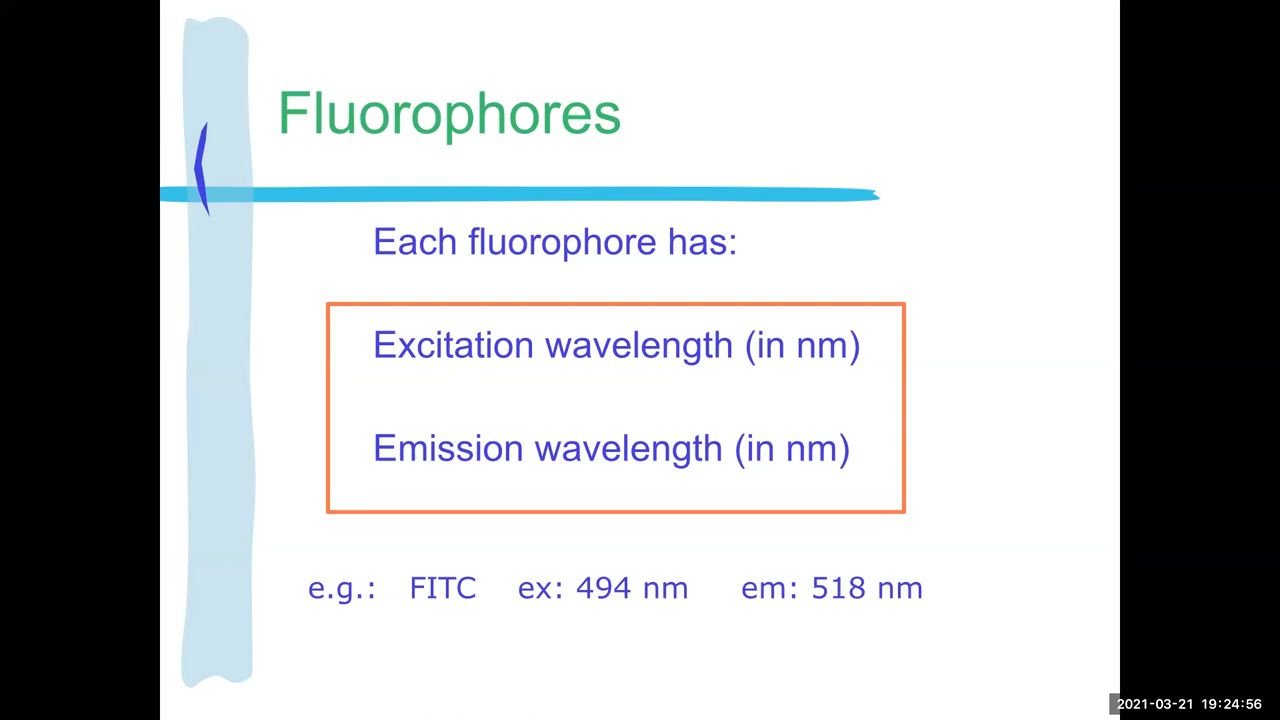 Fluorophores
Each fluorophore has:
Excitation wavelength (in nm)
Emission wavelength (in nm)
e.g.: FITC ex: 494 nm em: 518 nm
2021-03-21 19:24:56